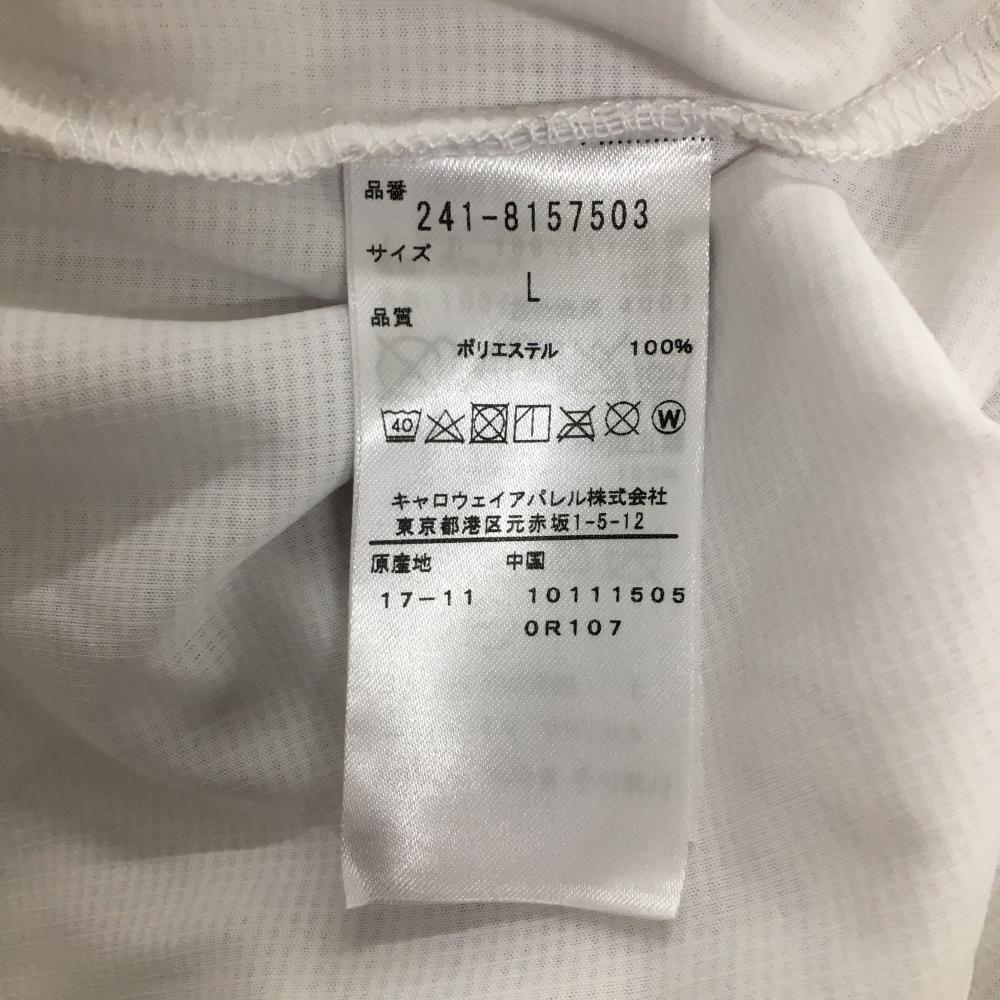 品番
241-8157503
サイズ
L
品質
ポリエステル 100%
40 W
キャロウェイアパレル株式会社
東京都港区元赤坂1-5-12
原産地 中国
17-11 10111505
0R107